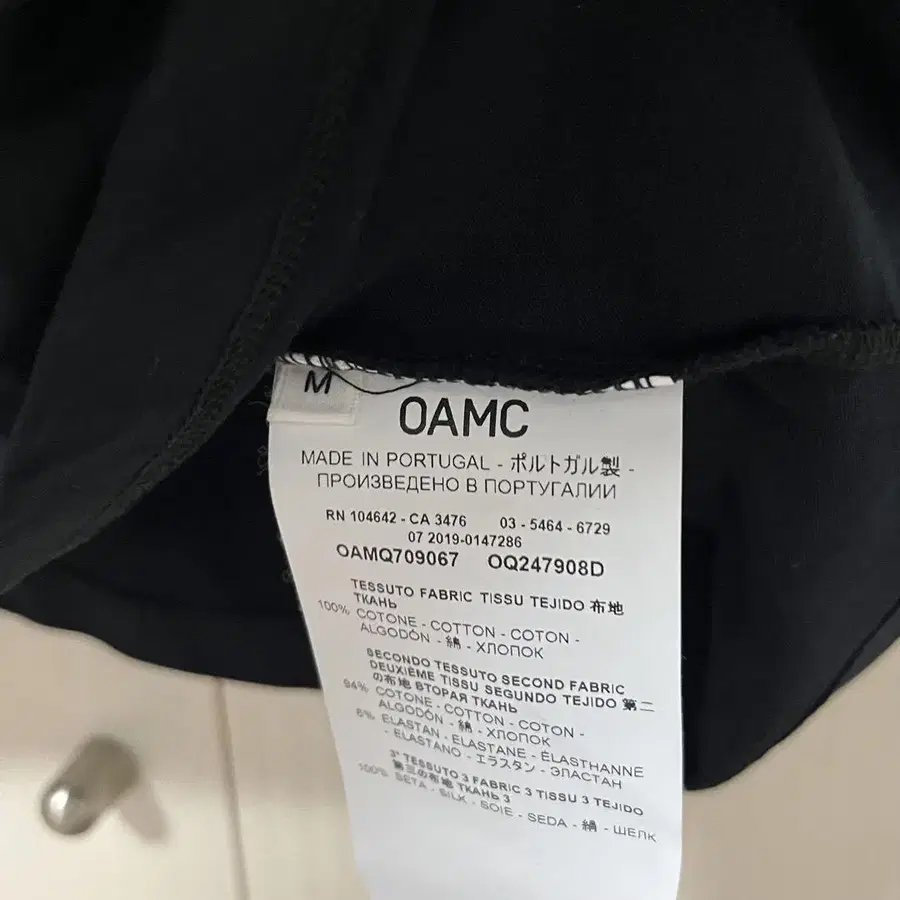 M
OAMC
MADE IN PORTUGAL - ポルトガル製 -
ПРОИЗВЕДЕНО В ПОРТУГАЛИИ
RN 104642 - CA 3476 03 - 5464 - 6729
07 2019-0147286
OAMQ709067 OQ247908D
TESSUTO FABRIC TISSU TEJIDO 布地
ТКАНЬ
100% COTONE - COTTON - COTON -
ALGODÓN - 綿 - ХЛОПОК
SECONDO TESSUTO SECOND FABRIC
DEUXIÈME TISSU SEGUNDO TEJIDO 第二
の布地 ВТОРАЯ ТКАНЬ
94% COTONE - COTTON - COTON -
ALGODÓN - 綿 - ХЛОПОК
6% ELASTAN - ELASTANE - ÉLASTHANNE
- ELASTANO - エラスタン - ЭЛАСТАН
3° TESSUTO 3 FABRIC 3 TISSU 3 TEJIDO
第三の布地 ТКАНЬ 3
100% SETA - SILK - SOIE - SEDA - 絹 - ШЕЛК